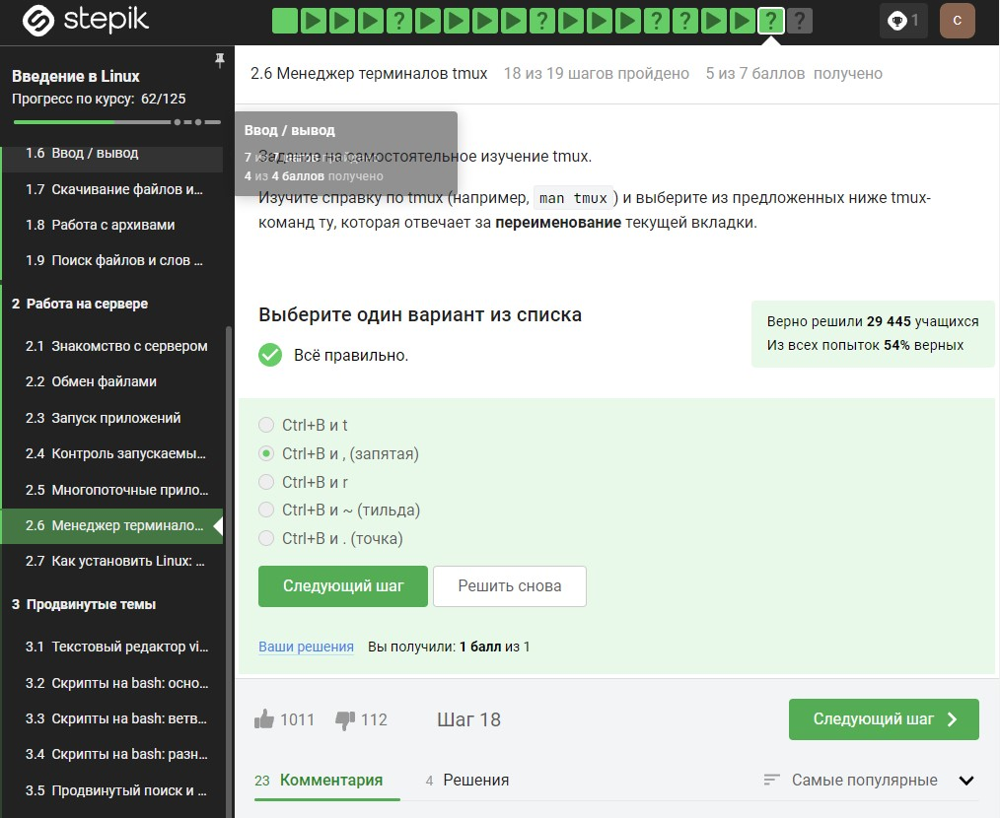 stepik
1
C
Введение в Linux
Прогресс по курсу: 62/125
1.6 Ввод / вывод
1.7 Скачивание файлов и...
1.8 Работа с архивами
1.9 Поиск файлов и слов ...
2 Работа на сервере
2.1 Знакомство с сервером
2.2 Обмен файлами
2.3 Запуск приложений
2.4 Контроль запускаемы...
2.5 Многопоточные прило...
2.6 Менеджер терминало...
2.7 Как установить Linux: ...
3 Продвинутые темы
3.1 Текстовый редактор vi...
3.2 Скрипты на bash: осно...
3.3 Скрипты на bash: ветв...
3.4 Скрипты на bash: разн...
3.5 Продвинутый поиск и ...
2.6 Менеджер терминалов tmux 18 из 19 шагов пройдено 5 из 7 баллов получено
Ввод / вывод
7 из 7
4 из 4 баллов получено
Задание на самостоятельное изучение tmux.
Изучите справку по tmux (например, man tmux ) и выберите из предложенных ниже tmux-
команд ту, которая отвечает за переименование текущей вкладки.
Выберите один вариант из списка
Всё правильно.
Верно решили 29 445 учащихся
Из всех попыток 54% верных
Ctrl+B и t
Ctrl+B и , (запятая)
Ctrl+B и r
Ctrl+B и ~ (тильда)
Ctrl+B и . (точка)
Следующий шаг
Решить снова
Ваши решения Вы получили: 1 балл из 1
1011
112
Шаг 18
Следующий шаг
23 Комментария
4 Решения
Самые популярные